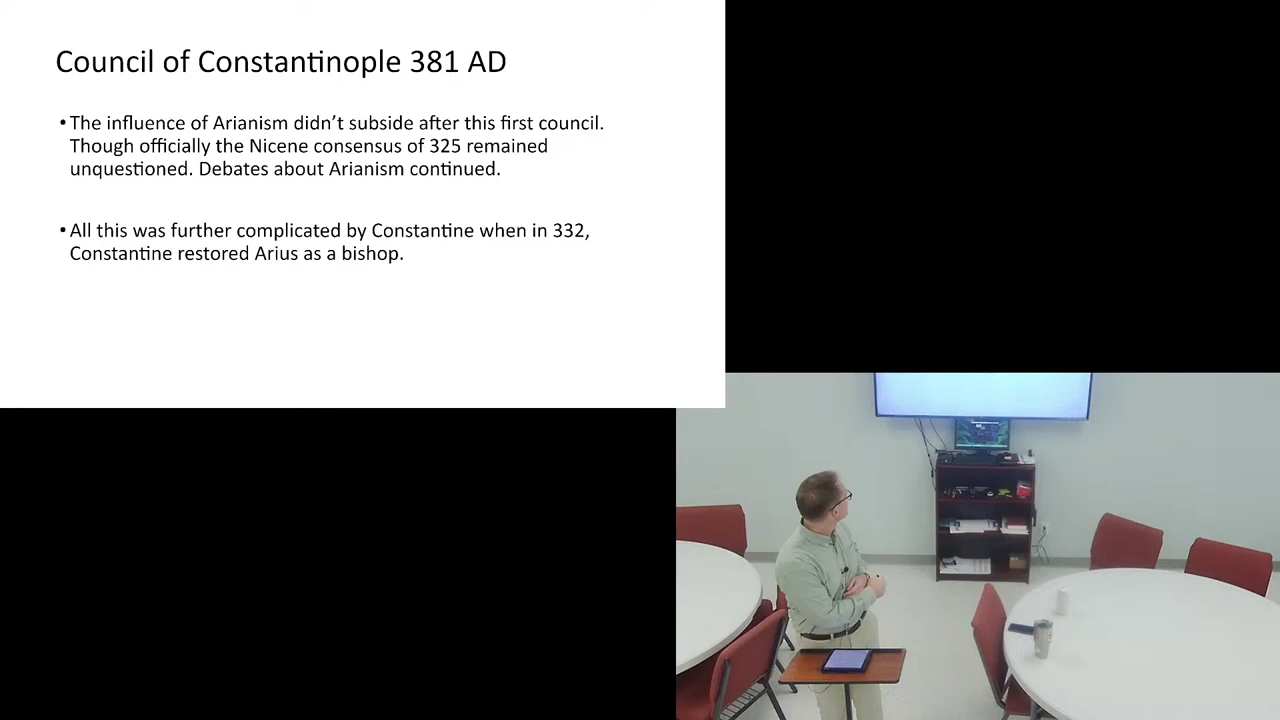 Council of Constantinople 381 AD
•The influence of Arianism didn’t subside after this first council.
Though officially the Nicene consensus of 325 remained
unquestioned. Debates about Arianism continued.
•All this was further complicated by Constantine when in 332,
Constantine restored Arius as a bishop.